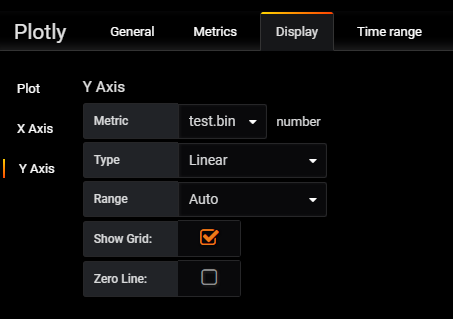 Plotly General Metrics Display Time range
Plot
X Axis
Y Axis
Y Axis
Metric test.bin number
Type Linear
Range Auto
Show Grid:
Zero Line: